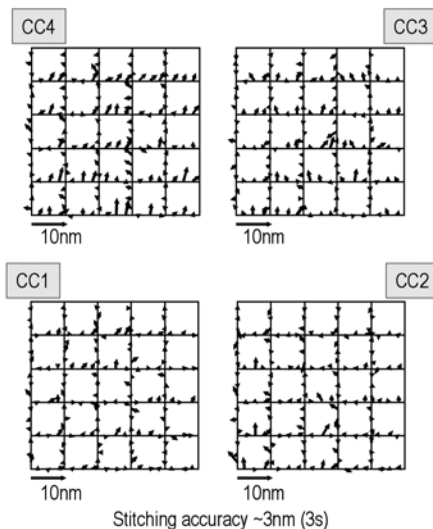 CC4
CC3
10nm
10nm
CC1
CC2
10nm
10nm
Stitching accuracy ~3nm (3s)